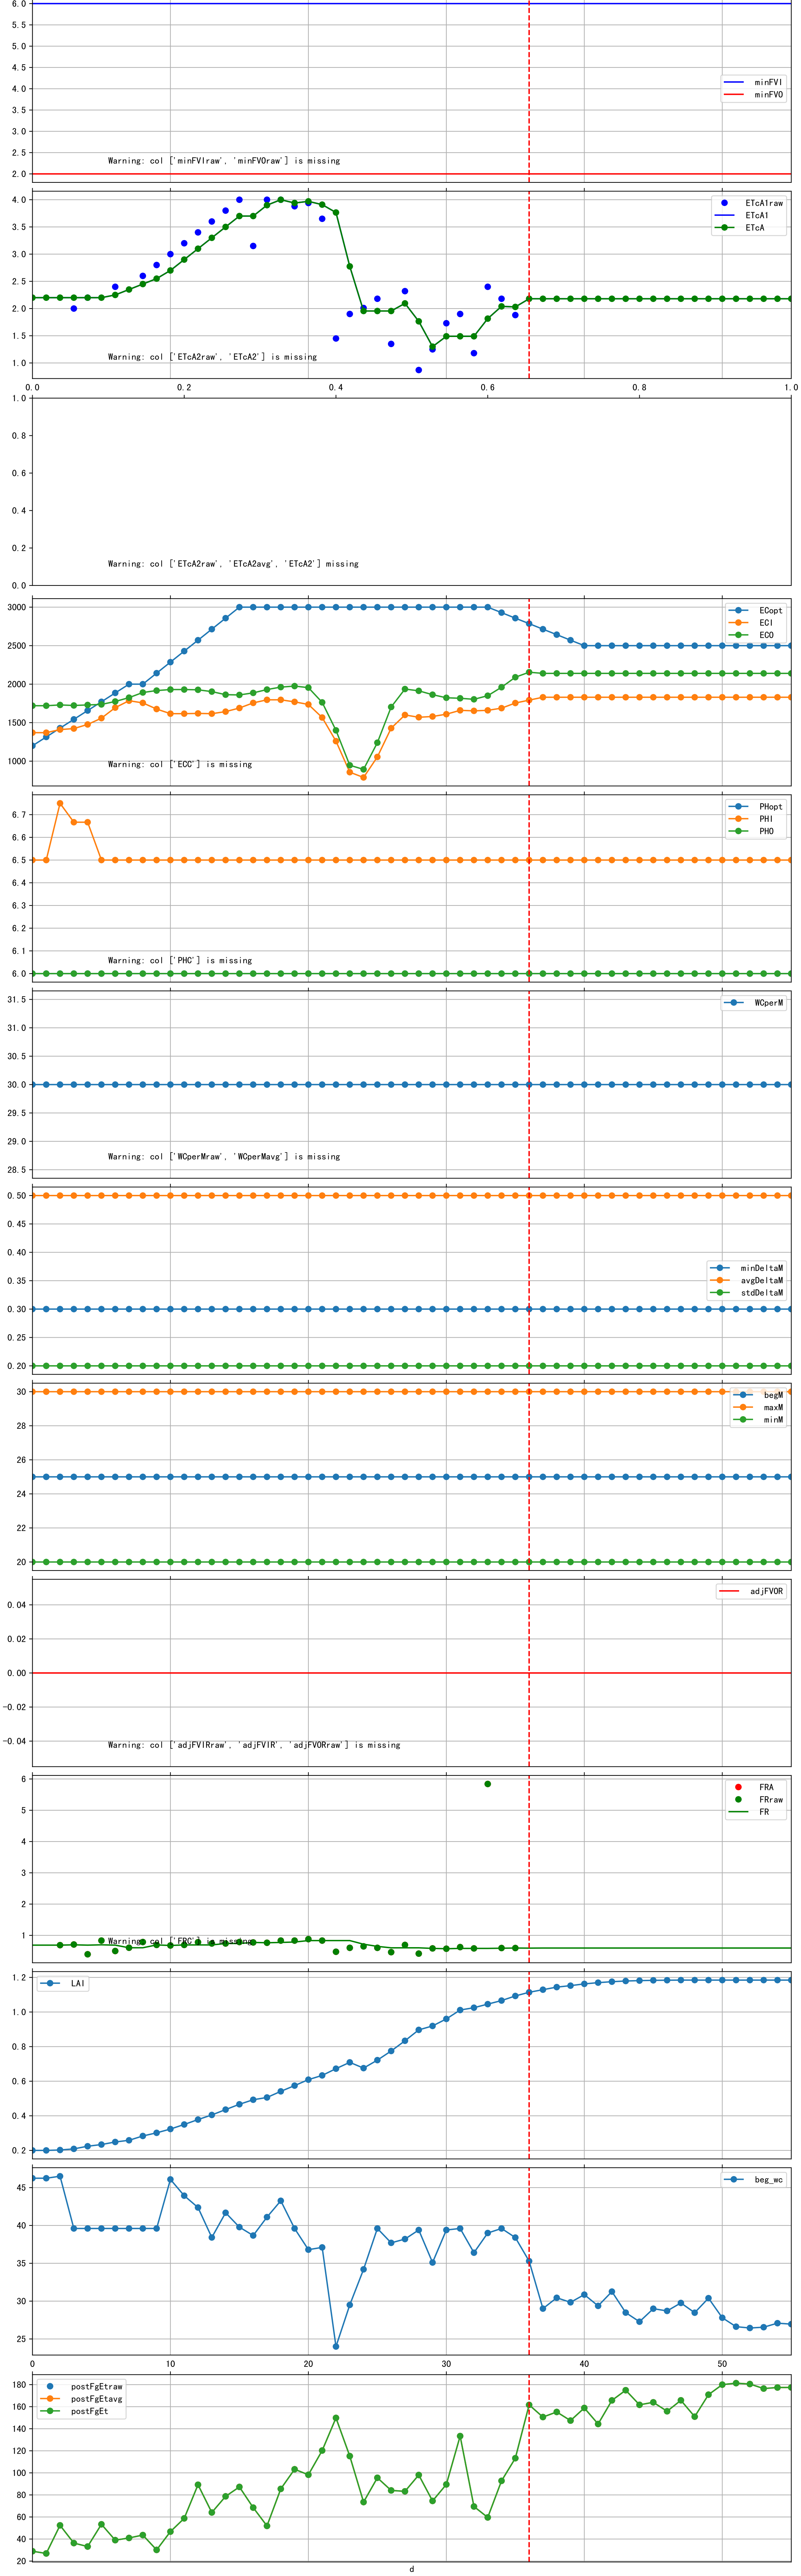 6.0
5.5
5.0
4.5
4.0
3.5
3.0
2.5
2.0
minFVI
minFVO
Warning: col ['minFVIraw', 'minFVOraw'] is missing
4.0
3.5
3.0
2.5
2.0
1.5
1.0
ETcA1raw
ETcA1
ETcA
Warning: col ['ETcA2raw', 'ETcA2'] is missing
0.0 0.2 0.4 0.6 0.8 1.0
1.0
0.8
0.6
0.4
0.2
0.0
Warning: col ['ETcA2raw', 'ETcA2avg', 'ETcA2'] missing
3000
2500
2000
1500
1000
ECopt
ECI
ECO
Warning: col ['ECC'] is missing
6.7
6.6
6.5
6.4
6.3
6.2
6.1
6.0
PHopt
PHI
PHO
Warning: col ['PHC'] is missing
31.5
31.0
30.5
30.0
29.5
29.0
28.5
WCperM
Warning: col ['WCperMraw', 'WCperMavg'] is missing
0.50
0.45
0.40
0.35
0.30
0.25
0.20
minDeltaM
avgDeltaM
stdDeltaM
30
28
26
24
22
20
begM
maxM
minM
0.04
0.02
0.00
-0.02
-0.04
adjFVOR
Warning: col ['adjFVIRraw', 'adjFVIR', 'adjFVORraw'] is missing
6
5
4
3
2
1
FRA
FRraw
FR
Warning: col ['FRC'] is missing
1.2
1.0
0.8
0.6
0.4
0.2
LAI
45
40
35
30
25
beg_wc
0 10 20 30 40 50
180
160
140
120
100
80
60
40
20
postFgEtraw
postFgEtavg
postFgEt
d